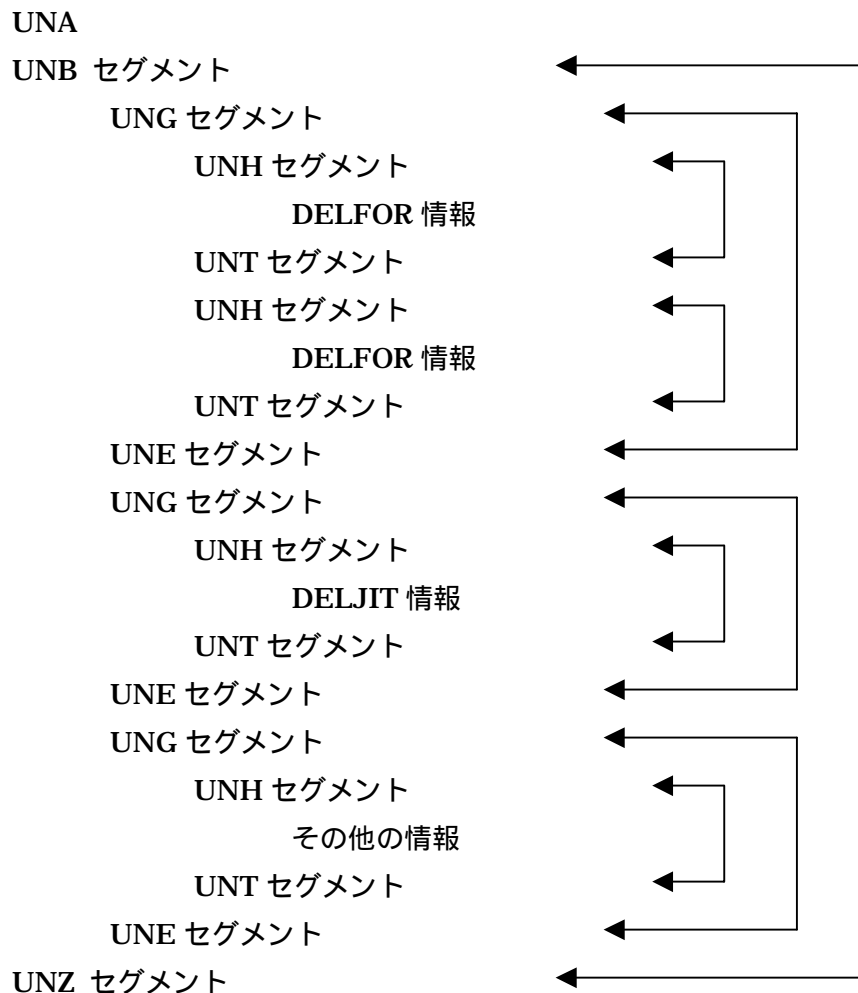 UNA
UNB セグメント
UNG セグメント
UNH セグメント
DELFOR 情報
UNT セグメント
UNH セグメント
DELFOR 情報
UNT セグメント
UNE セグメント
UNG セグメント
UNH セグメント
DELJIT 情報
UNT セグメント
UNE セグメント
UNG セグメント
UNH セグメント
その他の情報
UNT セグメント
UNE セグメント
UNZ セグメント